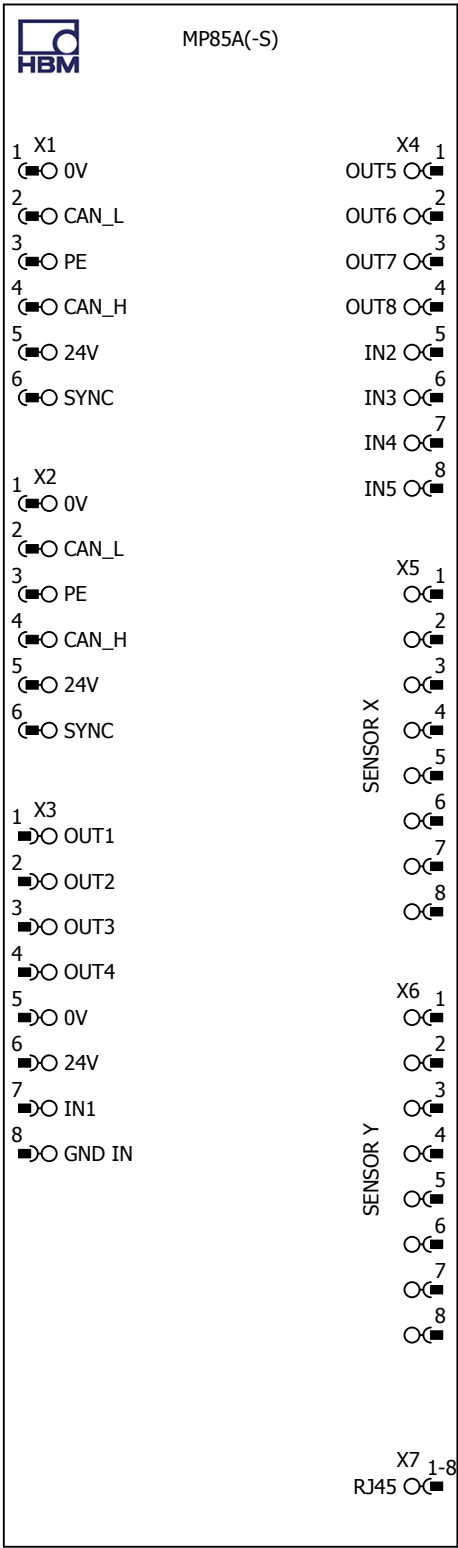 HBM
MP85A(-S)
X1
1 0V
2 CAN_L
3 PE
4 CAN_H
5 24V
6 SYNC
X2
1 0V
2 CAN_L
3 PE
4 CAN_H
5 24V
6 SYNC
X3
1 OUT1
2 OUT2
3 OUT3
4 OUT4
5 0V
6 24V
7 IN1
8 GND IN
X4
OUT5 1
OUT6 2
OUT7 3
OUT8 4
IN2 5
IN3 6
IN4 7
IN5 8
X5
SENSOR X
1
2
3
4
5
6
7
8
X6
SENSOR Y
1
2
3
4
5
6
7
8
X7
RJ45 1-8